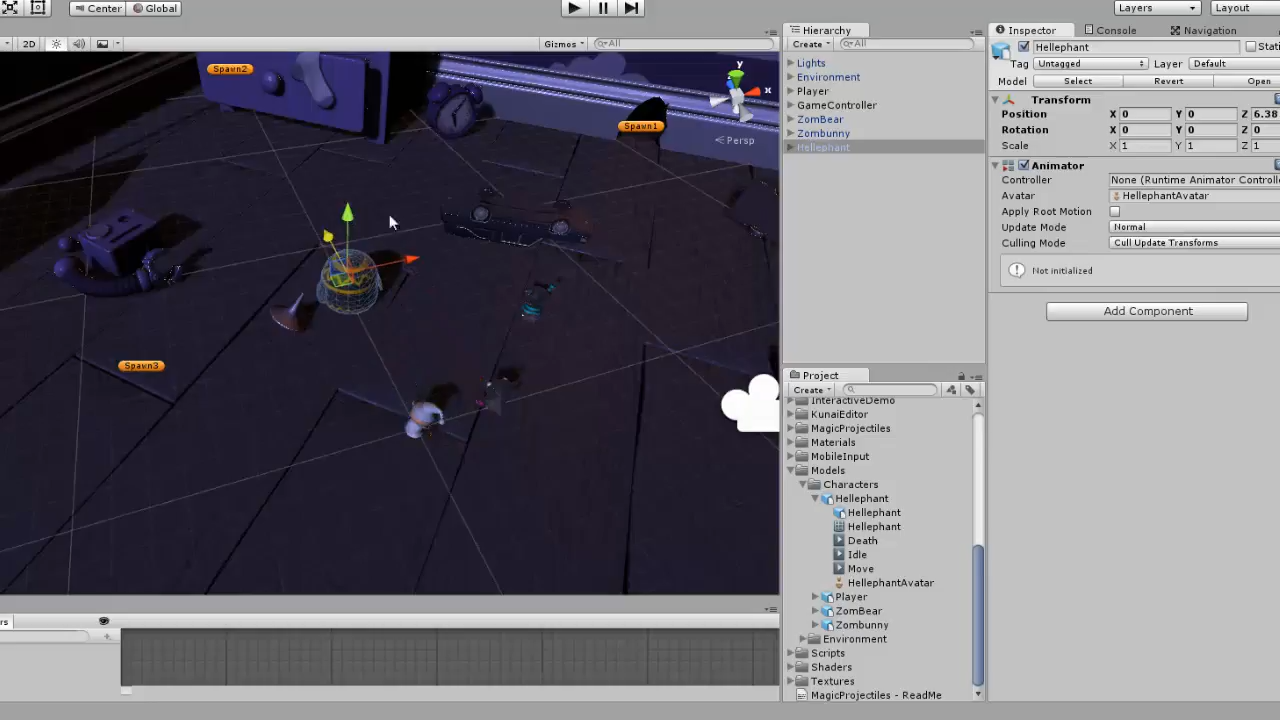 Center Global
Layers Layout
2D Gizmos All
Spawn2
Spawn1
Spawn3
y
x
Persp
Hierarchy
Create All
Lights
Environment
Player
GameController
ZomBear
Zombunny
Hellephant
Project
Create
InteractiveDemo
KunaiEditor
MagicProjectiles
Materials
MobileInput
Models
Characters
Hellephant
Hellephant
Hellephant
Death
Idle
Move
HellephantAvatar
Player
ZomBear
Zombunny
Environment
Scripts
Shaders
Textures
MagicProjectiles - ReadMe
Inspector Console Navigation
Hellephant Stati
Tag Untagged Layer Default
Model Select Revert Open
Transform
Position X 0 Y 0 Z 6.38
Rotation X 0 Y 0 Z 0
Scale X 1 Y 1 Z 1
Animator
Controller None (Runtime Animator Controlle
Avatar HellephantAvatar
Apply Root Motion
Update Mode Normal
Culling Mode Cull Update Transforms
Not initialized
Add Component
rs